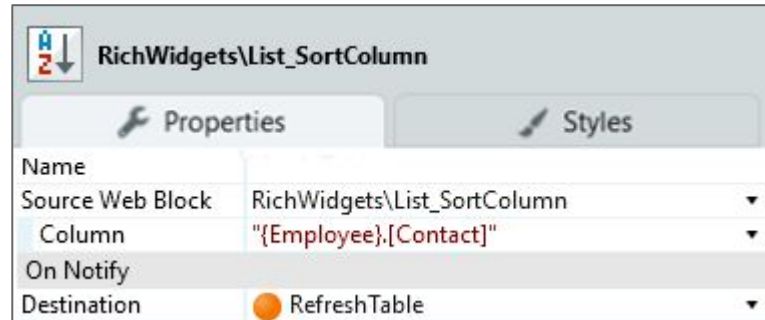 A
Z
RichWidgets\List_SortColumn
Properties
Styles
Name
Source Web Block RichWidgets\List_SortColumn
Column "{Employee}.[Contact]"
On Notify
Destination RefreshTable